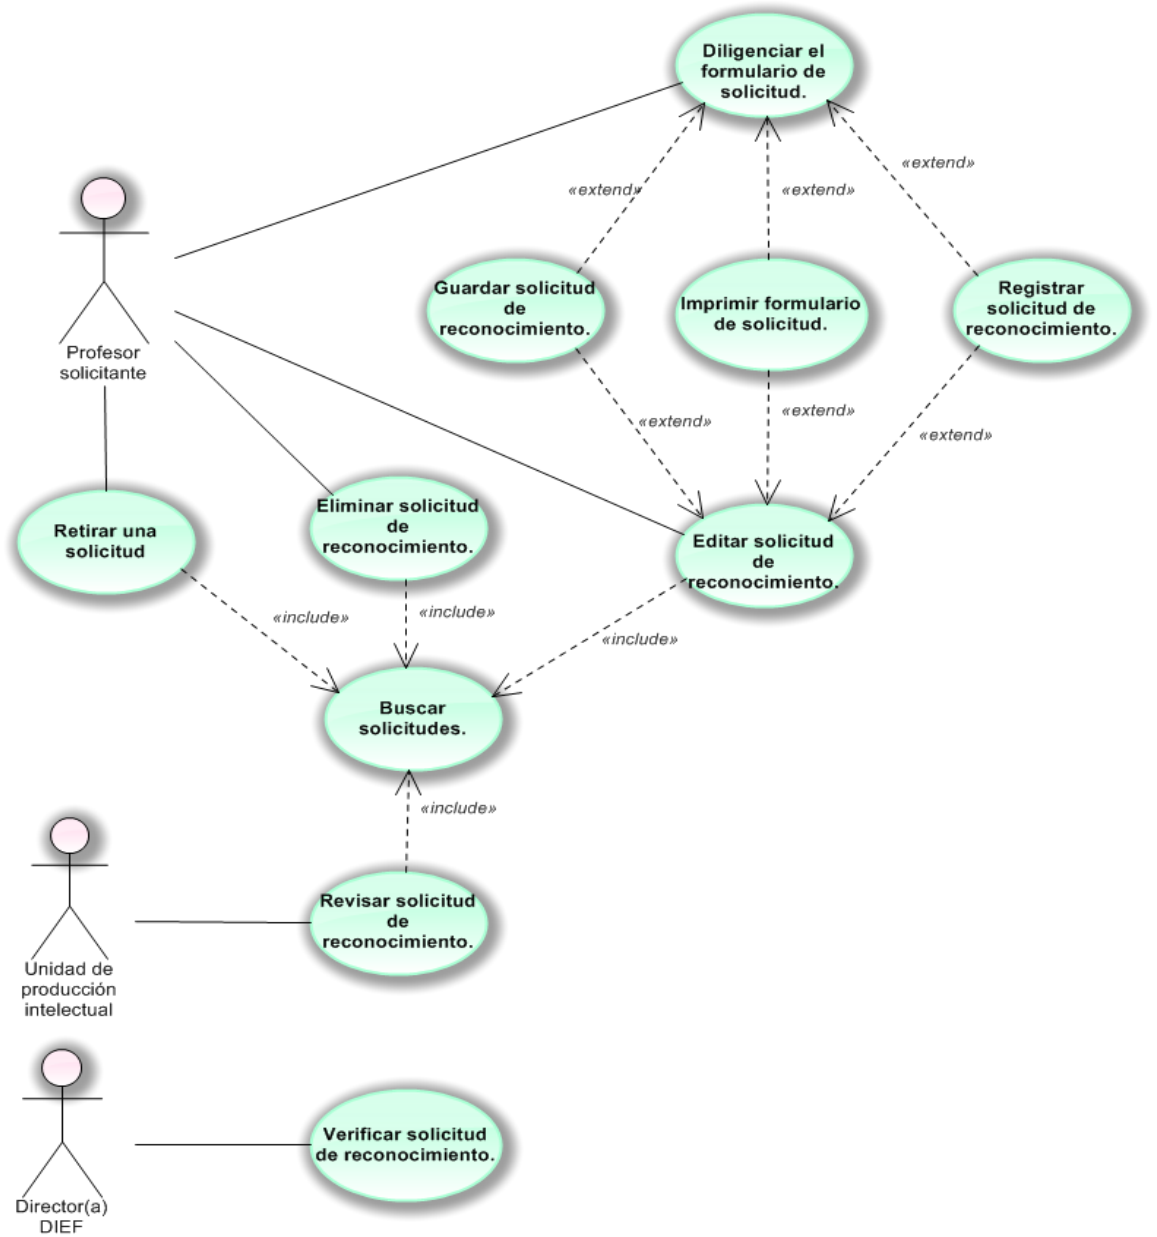 Diligenciar el
formulario de
solicitud.
«extend»
«extend»
«extend»
Guardar solicitud
de
reconocimiento.
Imprimir formulario
de solicitud.
Registrar
solicitud de
reconocimiento.
Profesor
solicitante
«extend»
«extend»
«extend»
Retirar una
solicitud
Eliminar solicitud
de
reconocimiento.
Editar solicitud
de
reconocimiento.
«include»
«include»
«include»
Buscar
solicitudes.
«include»
Revisar solicitud
de
reconocimiento.
Unidad de
producción
intelectual
Verificar solicitud
de reconocimiento.
Director(a)
DIEF